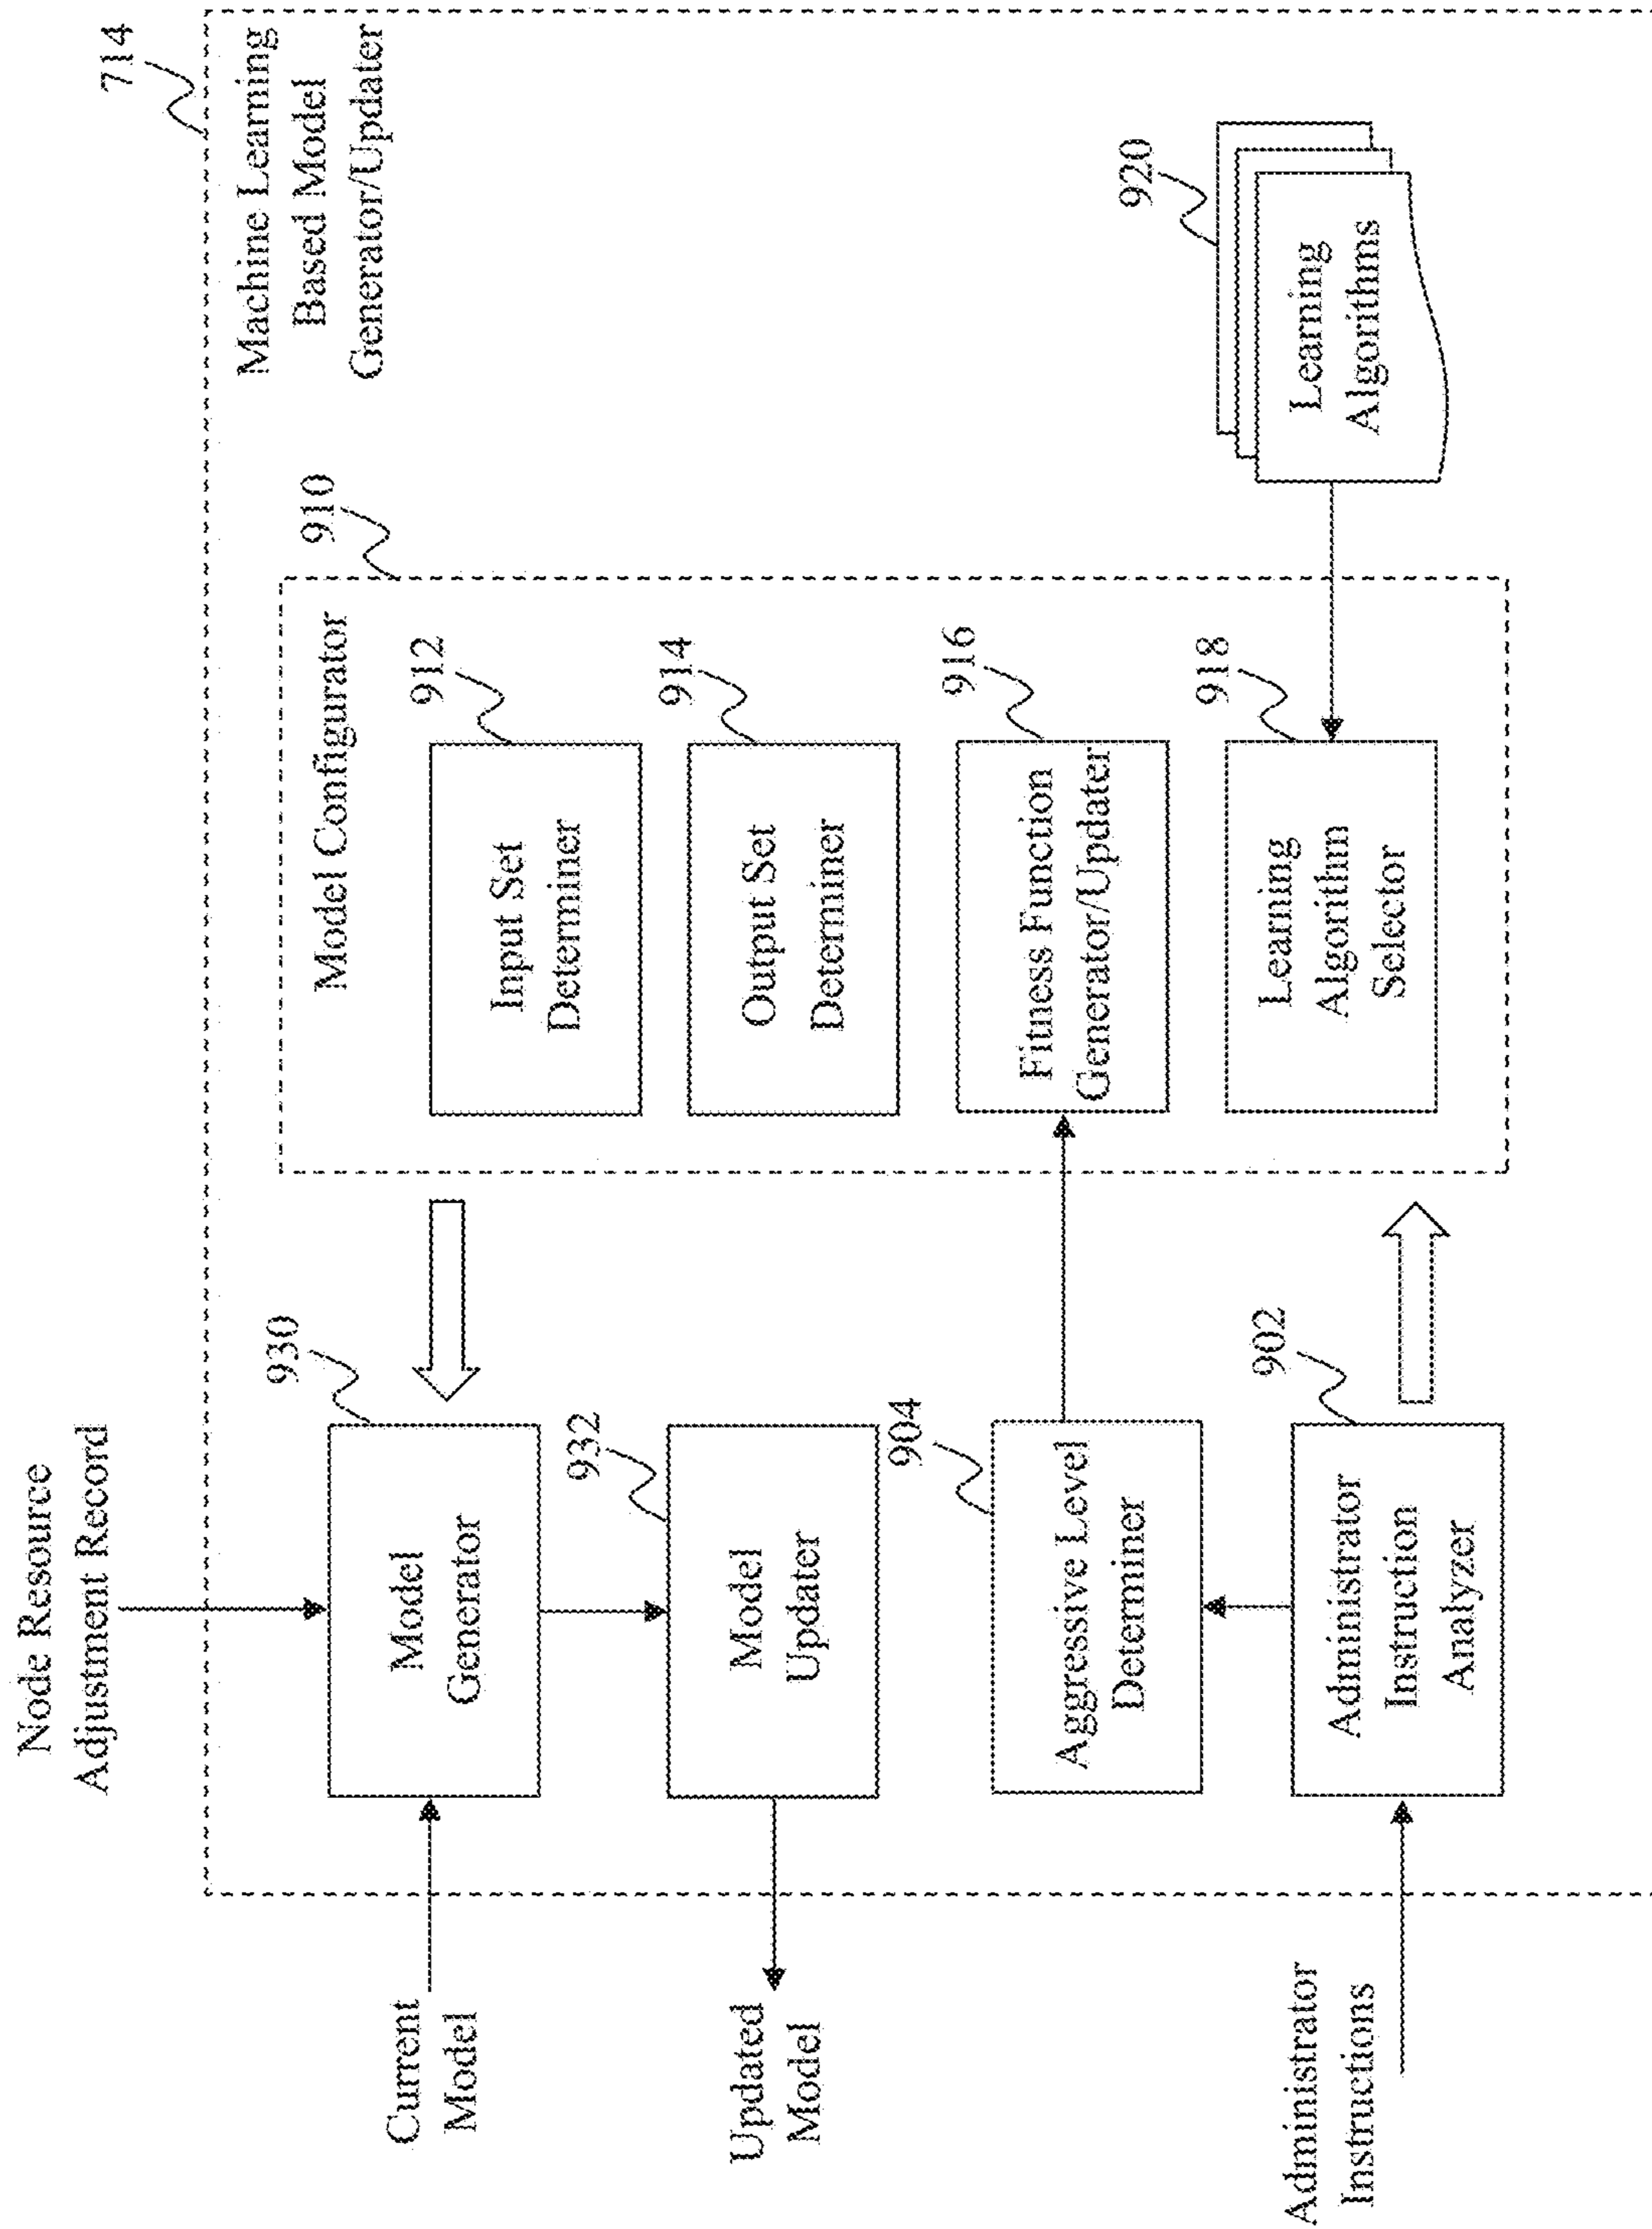 Node Resource
Adjustment Record
714
Machine Learning
Based Model
Generator/Updater
Current
Model
930
Model
Generator
910
Model Configurator
912
Input Set
Determiner
932
Model
Updater
Updated
Model
914
Output Set
Determiner
904
Aggressive Level
Determiner
916
Fitness Function
Generator/Updater
920
Learning
Algorithms
902
Administrator
Instruction
Analyzer
918
Learning
Algorithm
Selector
Administrator
Instructions